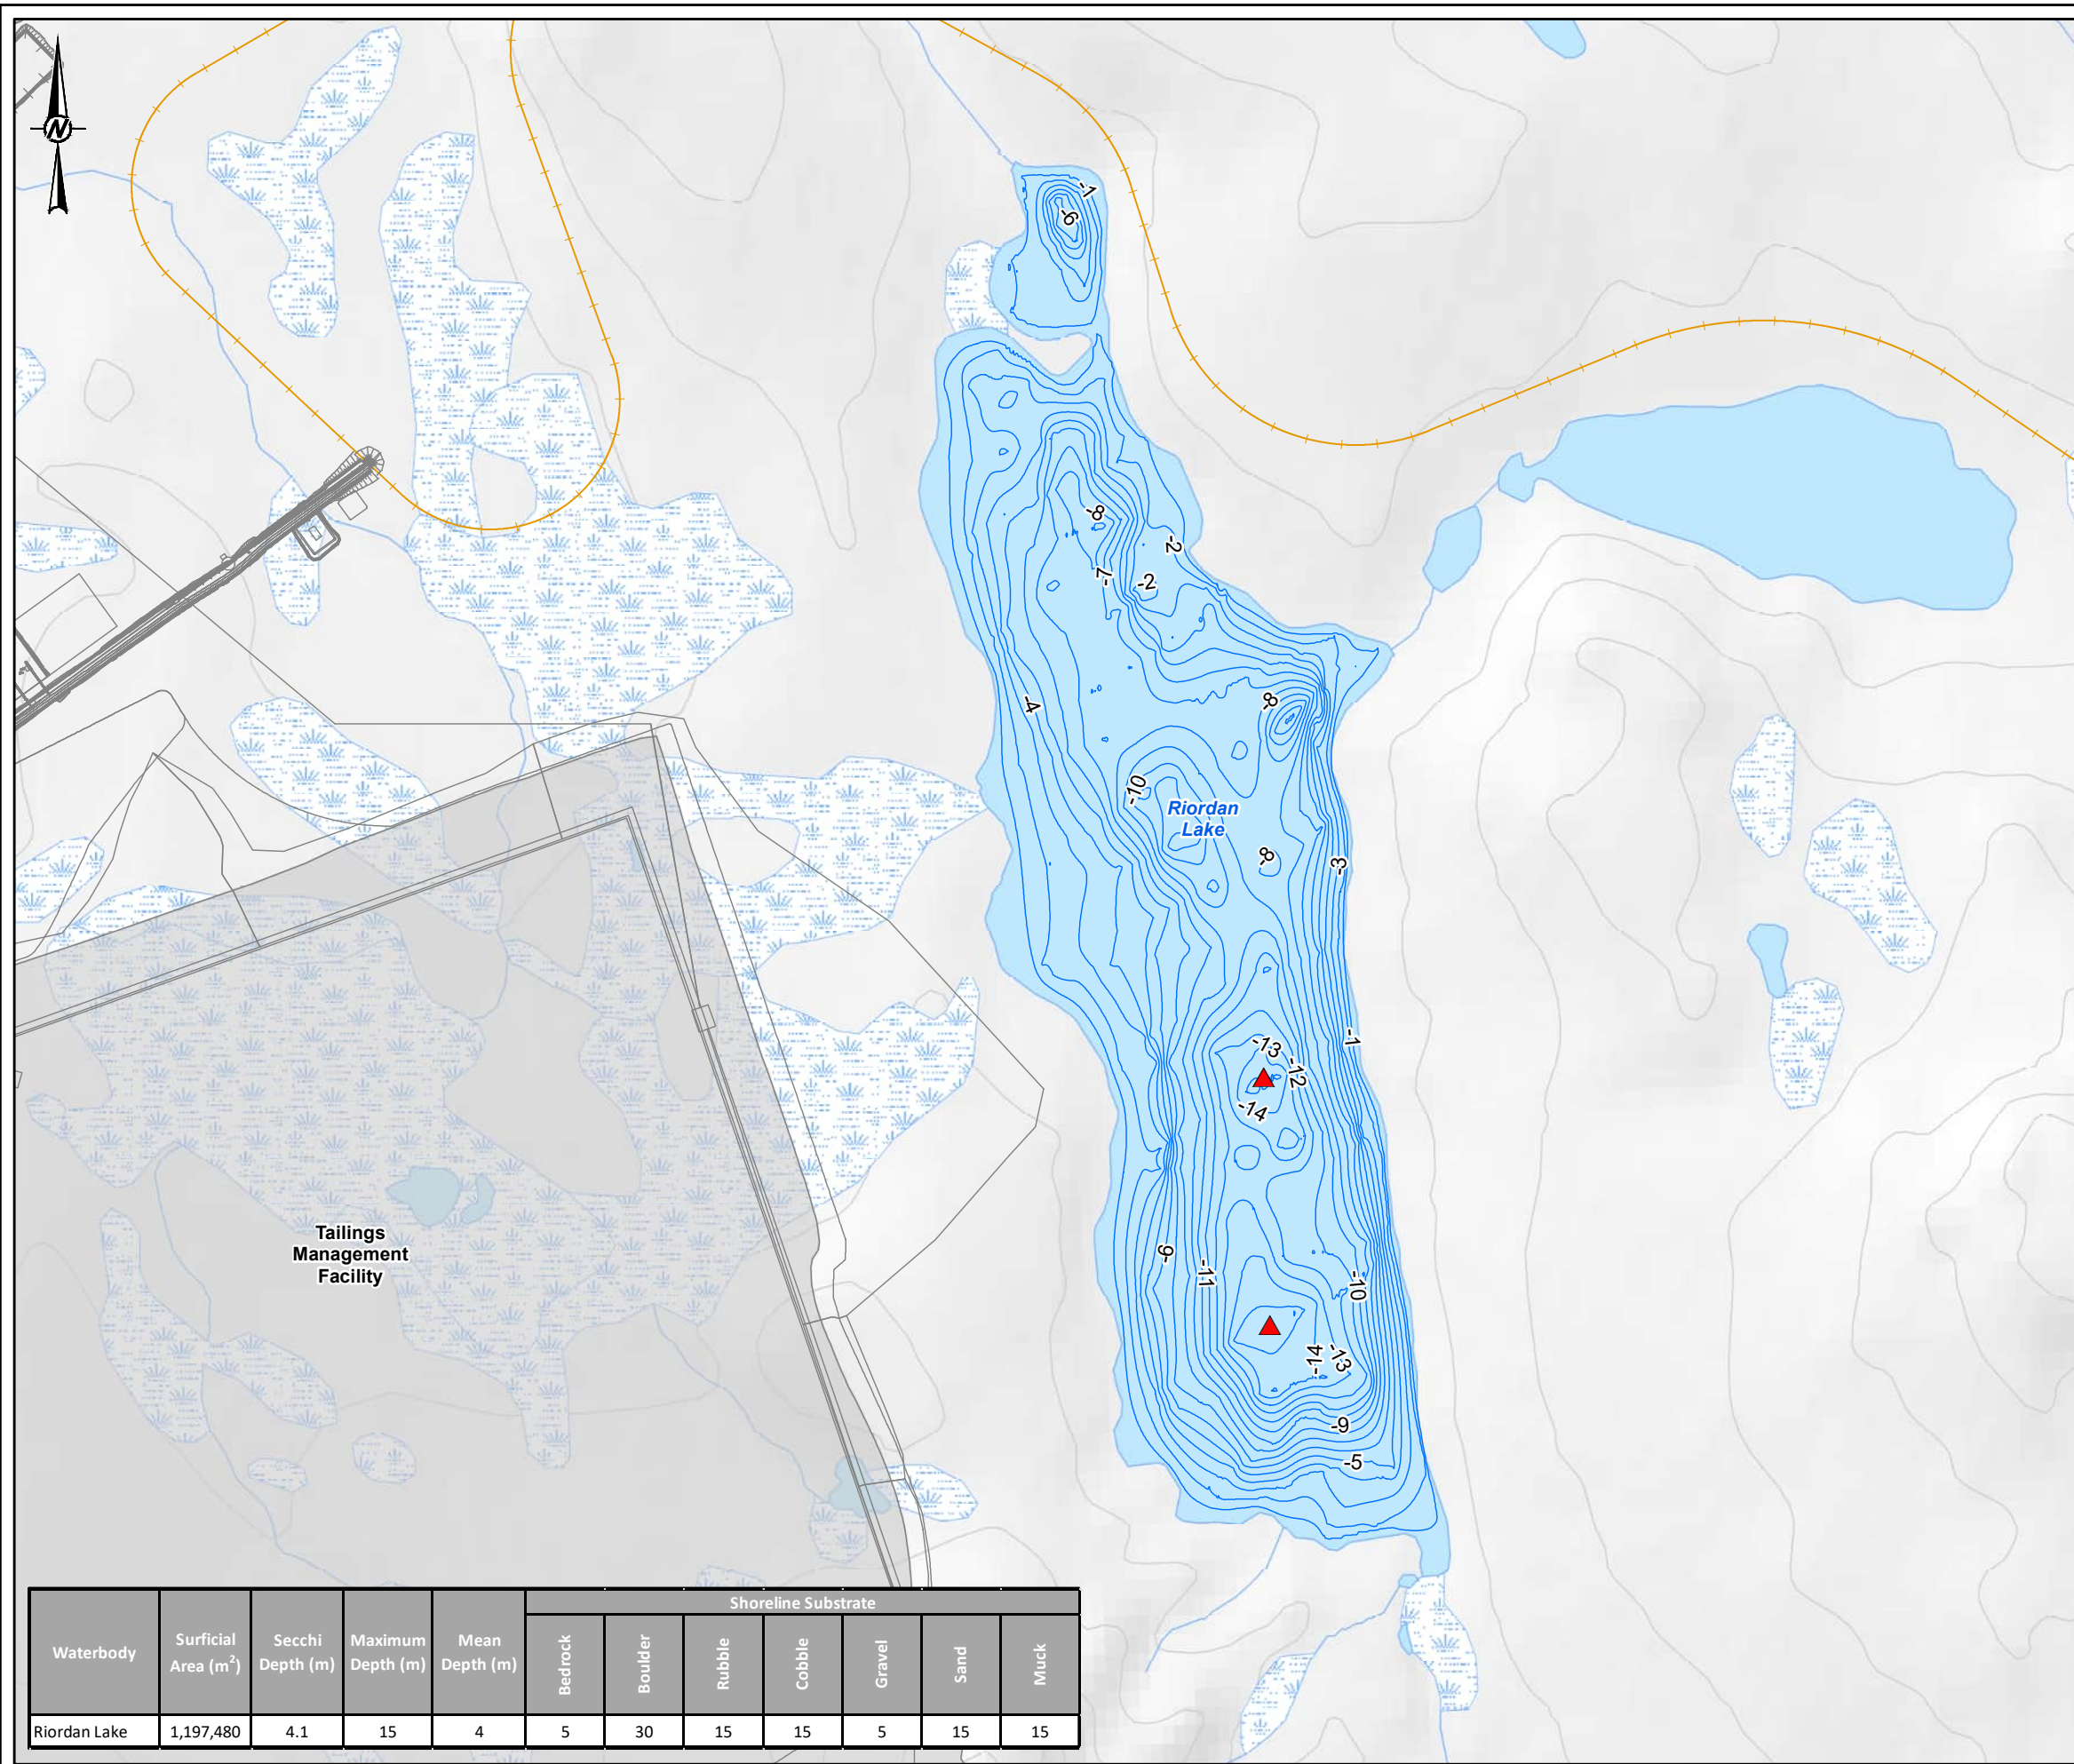 N
-1
-6
-8
-2
-7
-2
-4
-8
-10
Riordan
Lake
-8
-3
-1
-13
-12
-14
Tailings
Management
Facility
-6
-11
-10
-14
-13
-9
-5
Waterbody
Surficial
Area (m²)
Secchi
Depth (m)
Maximum
Depth (m)
Mean
Depth (m)
Shoreline Substrate
Bedrock
Boulder
Rubble
Cobble
Gravel
Sand
Muck
Riordan Lake 1,197,480 4.1 15 4 5 30 15 15 5 15 15